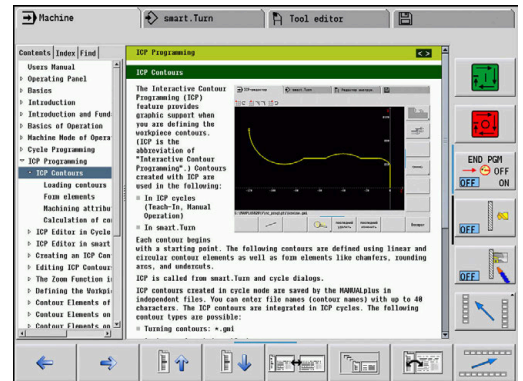 Machine
smart.Turn
Tool editor
Contents Index Find
Users Manual
Operating Panel
Basics
Introduction
Introduction and Fund
Basics of Operation
Machine Mode of Opera
Cycle Programming
ICP Programming
ICP Contours
Loading contours
Form elements
Machining attribu
Calculation of co
ICP Editor in Cycle
ICP Editor in smart
Creating an ICP Con
Editing ICP Contour
The Zoom Function i
Defining the Workpi
Contour Elements of
Contour Elements on
Contour Elements on
ICP Programming
ICP Contours
The Interactive Contour
Programming (ICP)
feature provides
graphic support when
you are defining the
workpiece contours.
(ICP is the
abbreviation of
"Interactive Contour
Programming".) Contours
created with ICP are
used in the following:
In ICP cycles
(Teach-In, Manual
Operation)
In smart.Turn
Each contour begins
with a starting point. The following contours are defined using linear and
circular contour elements as well as form elements like chamfers, rounding
arcs, and undercuts.
ICP is called from smart.Turn and cycle dialogs.
ICP contours created in cycle mode are saved by the MANUALplus in
independent files. You can enter file names (contour names) with up to 40
characters. The ICP contours are integrated in ICP cycles. The following
contour types are possible:
Turning contours: *.gmi
END PGM
OFF
OFF ON
OFF
OFF